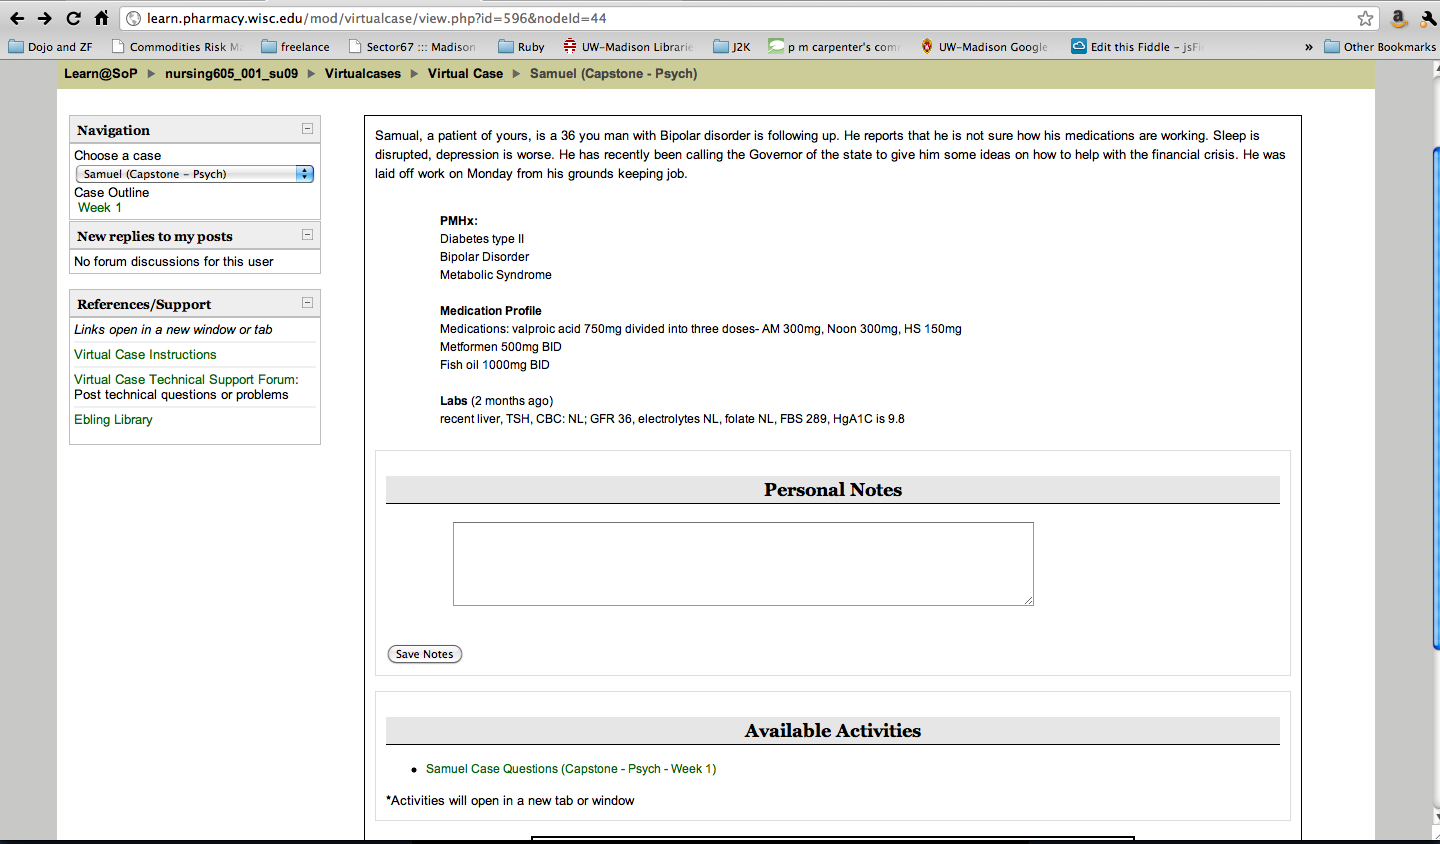 learn.pharmacy.wisc.edu/mod/virtualcase/view.php?id=596&nodeId=44
Dojo and ZF
Commodities Risk M
freelance
Sector67 ::: Madison
Ruby
UW-Madison Librarie
J2K
p m carpenter's com
UW-Madison Google
Edit this Fiddle - jsFi
»
Other Bookmarks
Learn@SoP ▶ nursing605_001_su09 ▶ Virtualcases ▶ Virtual Case ▶ Samuel (Capstone - Psych)
Navigation
Choose a case
Samuel (Capstone - Psych)
Case Outline
Week 1
New replies to my posts
No forum discussions for this user
References/Support
Links open in a new window or tab
Virtual Case Instructions
Virtual Case Technical Support Forum:
Post technical questions or problems
Ebling Library
Samual, a patient of yours, is a 36 you man with Bipolar disorder is following up. He reports that he is not sure how his medications are working. Sleep is
disrupted, depression is worse. He has recently been calling the Governor of the state to give him some ideas on how to help with the financial crisis. He was
laid off work on Monday from his grounds keeping job.
PMHx:
Diabetes type II
Bipolar Disorder
Metabolic Syndrome
Medication Profile
Medications: valproic acid 750mg divided into three doses- AM 300mg, Noon 300mg, HS 150mg
Metformen 500mg BID
Fish oil 1000mg BID
Labs (2 months ago)
recent liver, TSH, CBC: NL; GFR 36, electrolytes NL, folate NL, FBS 289, HgA1C is 9.8
Personal Notes
Save Notes
Available Activities
• Samuel Case Questions (Capstone - Psych - Week 1)
*Activities will open in a new tab or window